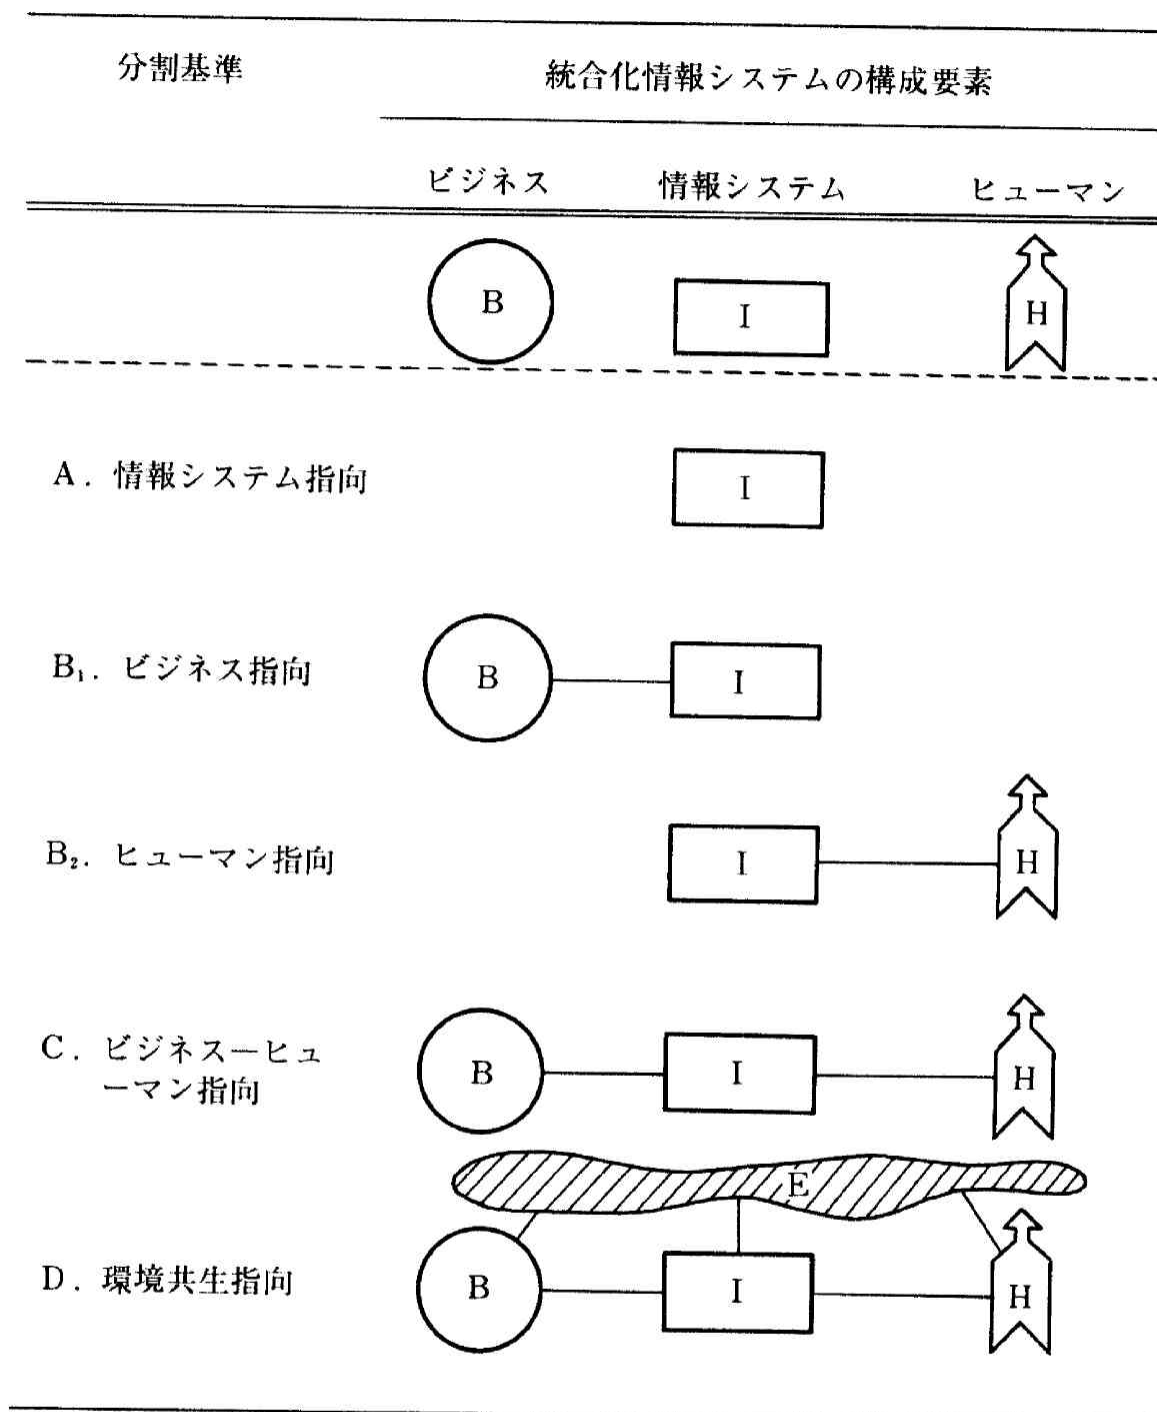 分割基準
統合化情報システムの構成要素
ビジネス 情報システム ヒューマン
B I H
A. 情報システム指向 I
B₁. ビジネス指向 B I
B₂. ヒューマン指向 I H
C. ビジネス−ヒュ
ーマン指向 B I H
E
D. 環境共生指向 B I H